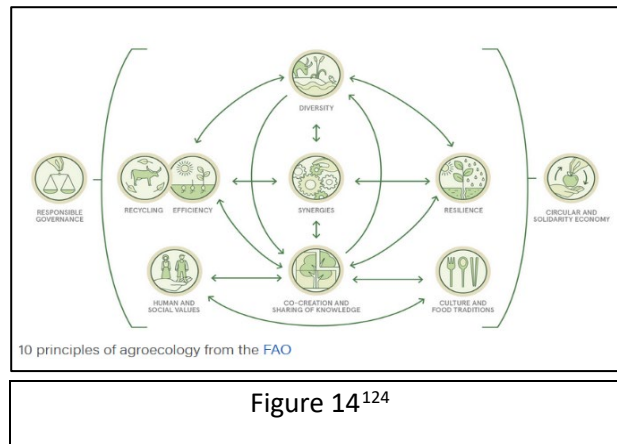 DIVERSITY
RESPONSIBLE
GOVERNANCE
RECYCLING
EFFICIENCY
SYNERGIES
RESILIENCE
CIRCULAR AND
SOLIDARITY ECONOMY
HUMAN AND
SOCIAL VALUES
CO-CREATION AND
SHARING OF KNOWLEDGE
CULTURE AND
FOOD TRADITIONS
10 principles of agroecology from the FAO
Figure 14¹²⁴